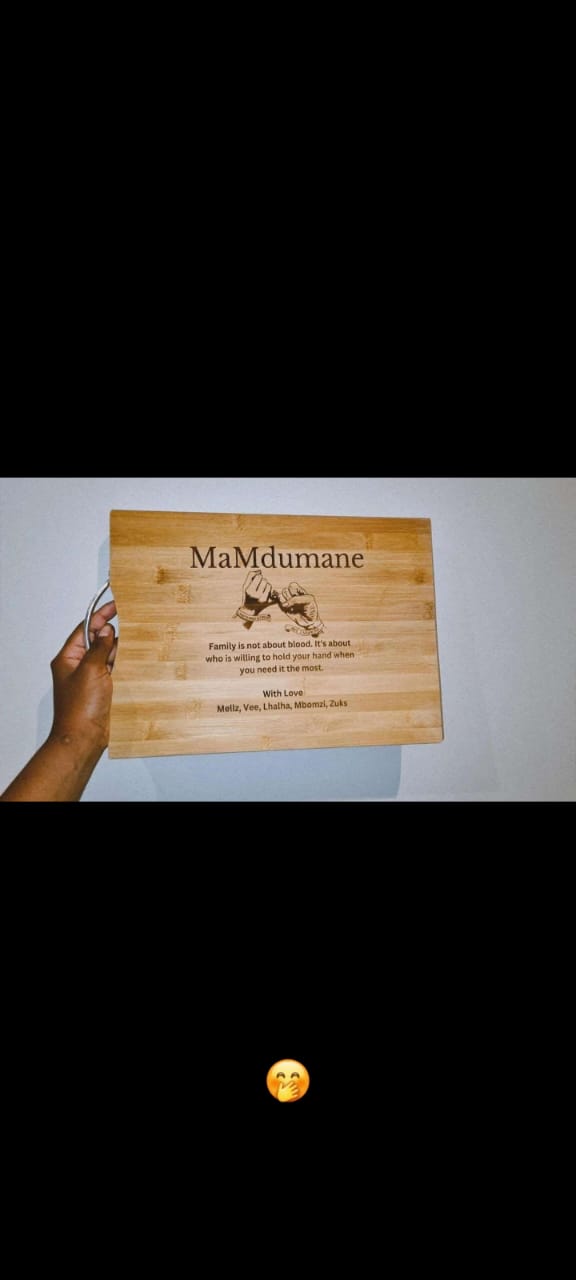 MaMdumane
Family is not about blood. It's about
who is willing to hold your hand when
you need it the most.
With Love
Mellz, Vee, Lhalha, Mbomzi, Zuks